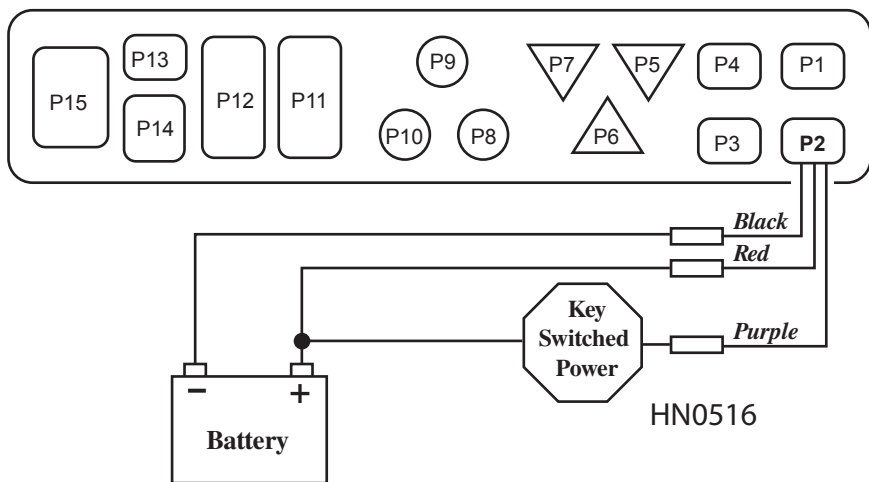 P15
P13
P14
P12
P11
P9
P10
P8
P7
P5
P6
P4
P1
P3
P2
Black
Red
Purple
Key
Switched
Power
−
+
Battery
HN0516